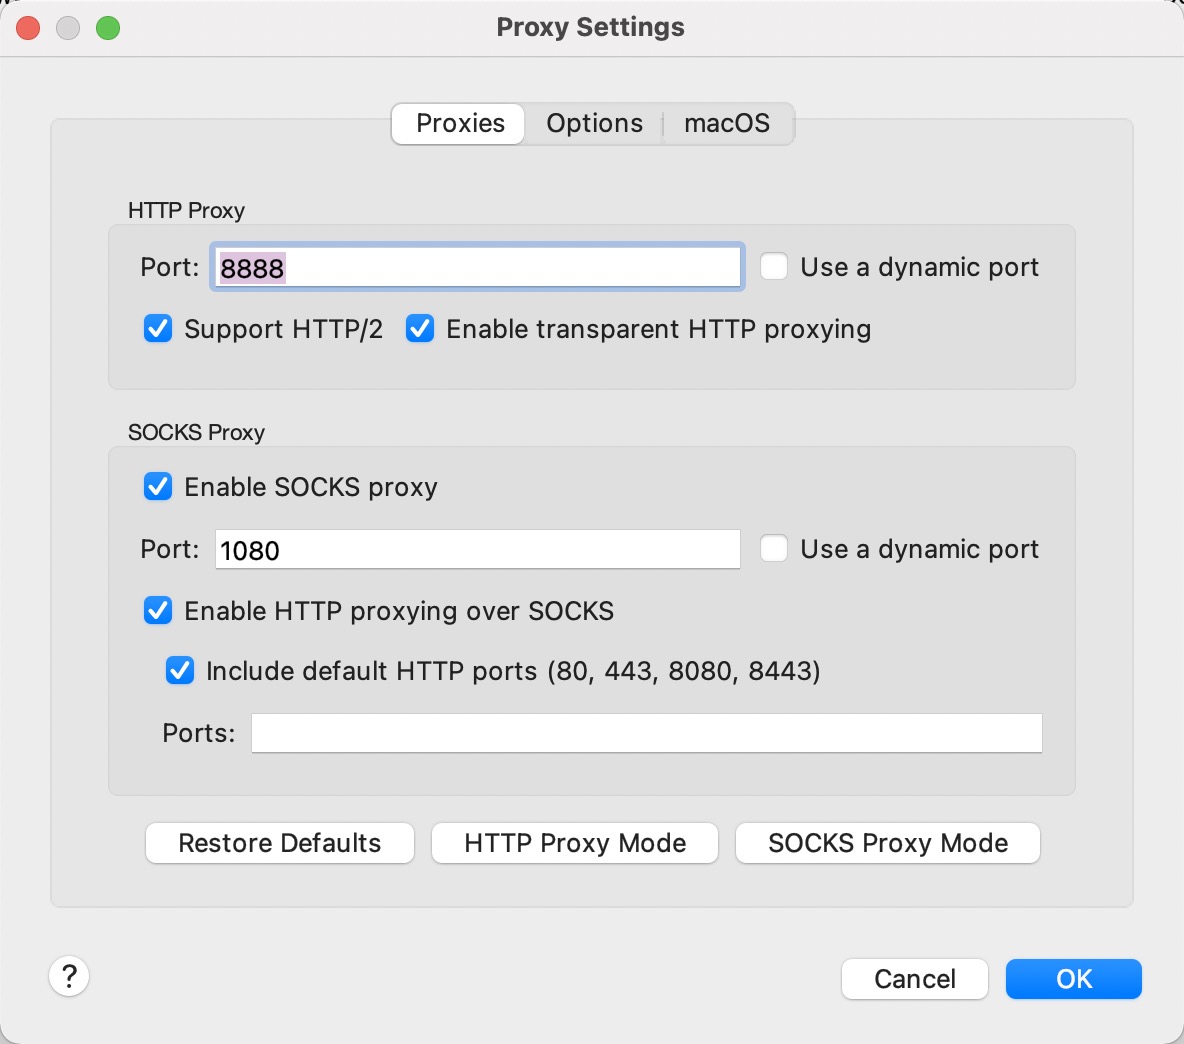 Proxy Settings
Proxies Options macOS
HTTP Proxy
Port: 8888 Use a dynamic port
Support HTTP/2 Enable transparent HTTP proxying
SOCKS Proxy
Enable SOCKS proxy
Port: 1080 Use a dynamic port
Enable HTTP proxying over SOCKS
Include default HTTP ports (80, 443, 8080, 8443)
Ports:
Restore Defaults HTTP Proxy Mode SOCKS Proxy Mode
? Cancel OK